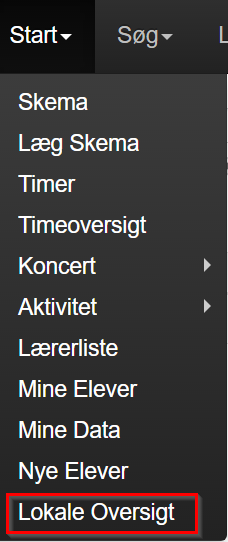 Start Søg L
Skema
Læg Skema
Timer
Timeoversigt
Koncert
Aktivitet
Lærerliste
Mine Elever
Mine Data
Nye Elever
Lokale Oversigt